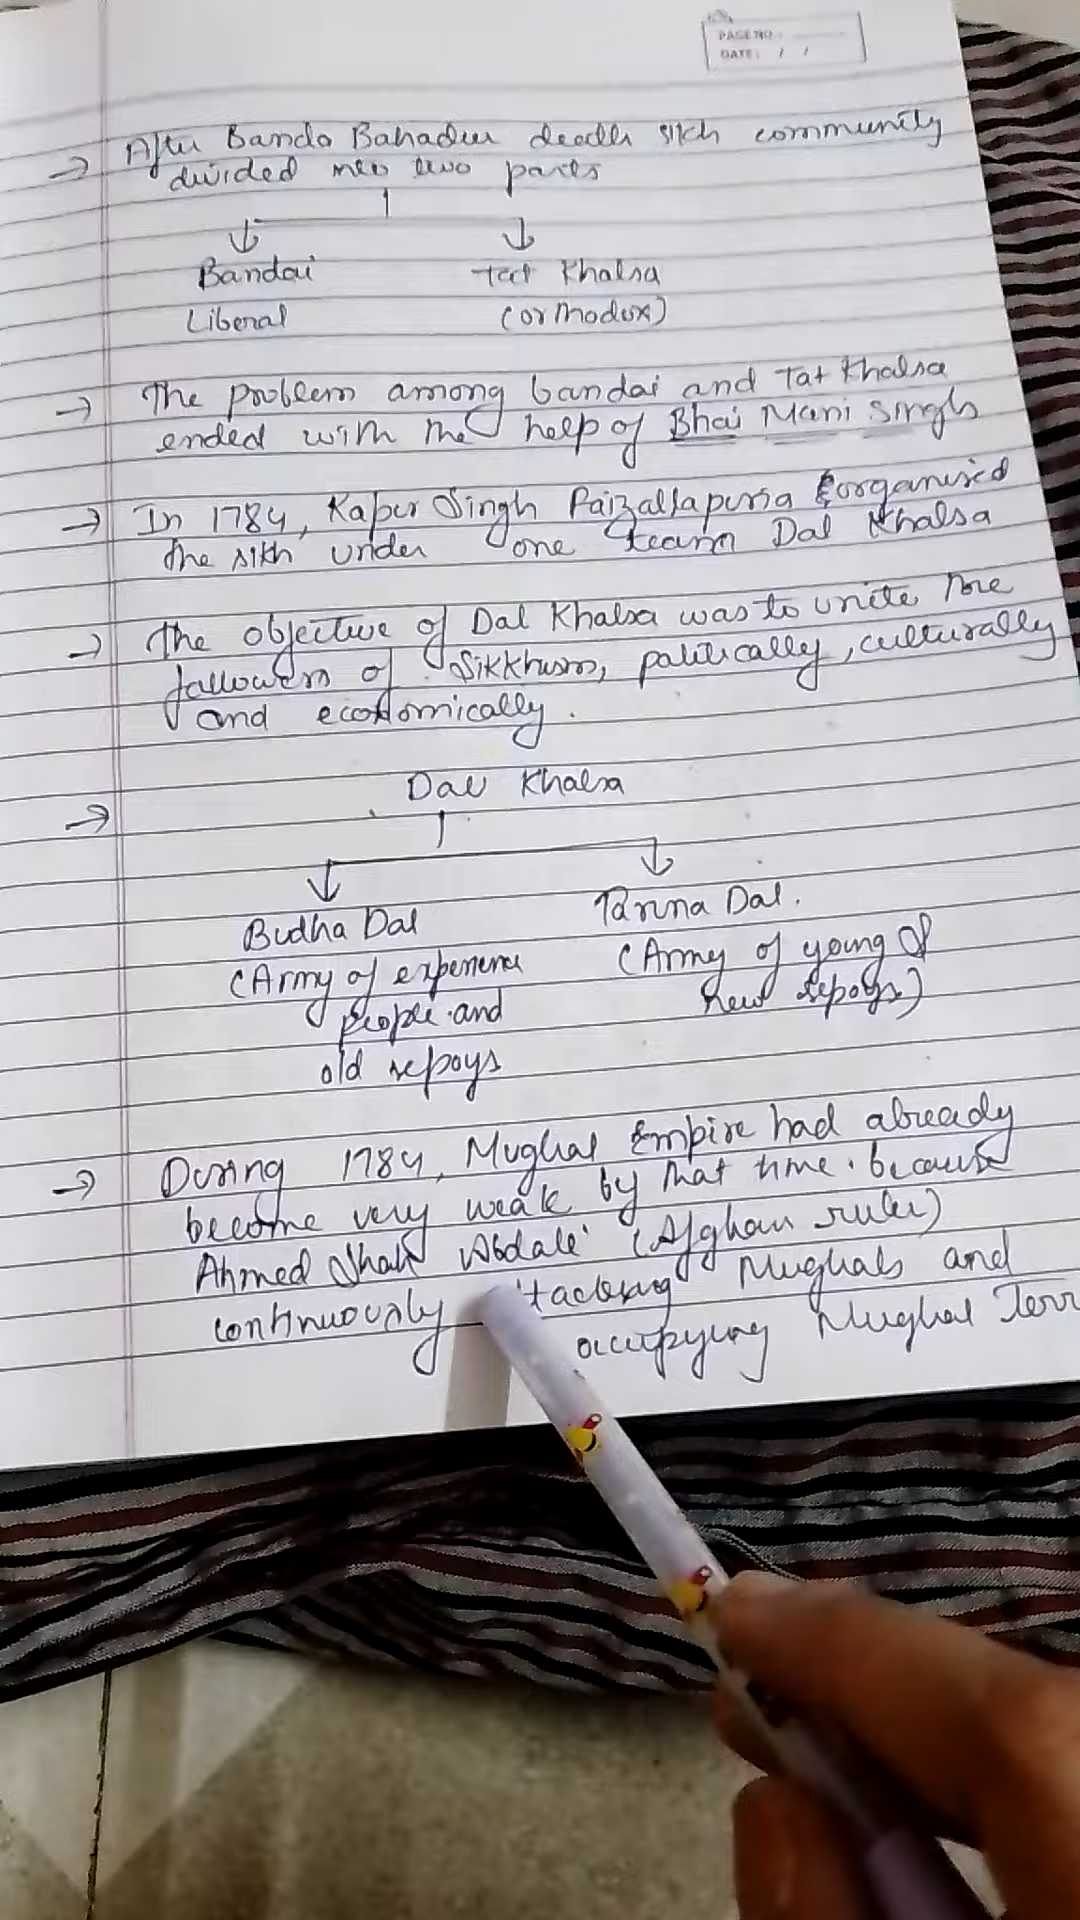 PAGE NO.:
DATE: / /
After Banda Bahadur death sikh community
divided into two parts
Bandai Tat Khalsa
Liberal (orthodox)
The problem among bandai and Tat Khalsa
ended with the help of Bhai Mani Singh
In 1784, Kapur Singh Faizallapuria organised
the sikh under one team Dal Khalsa
The objective of Dal Khalsa was to unite the
followers of Sikkhism, politically, culturally
and economically.
Dal Khalsa
Budha Dal Taruna Dal.
(Army of experience (Army of young of
people and new sepoys)
old sepoys
During 1784, Mughal Empire had already
become very weak by that time. because
Ahmed Shah Abdali (Afghan ruler)
continuously ttacking Mughals and
occupying Mughal Terr